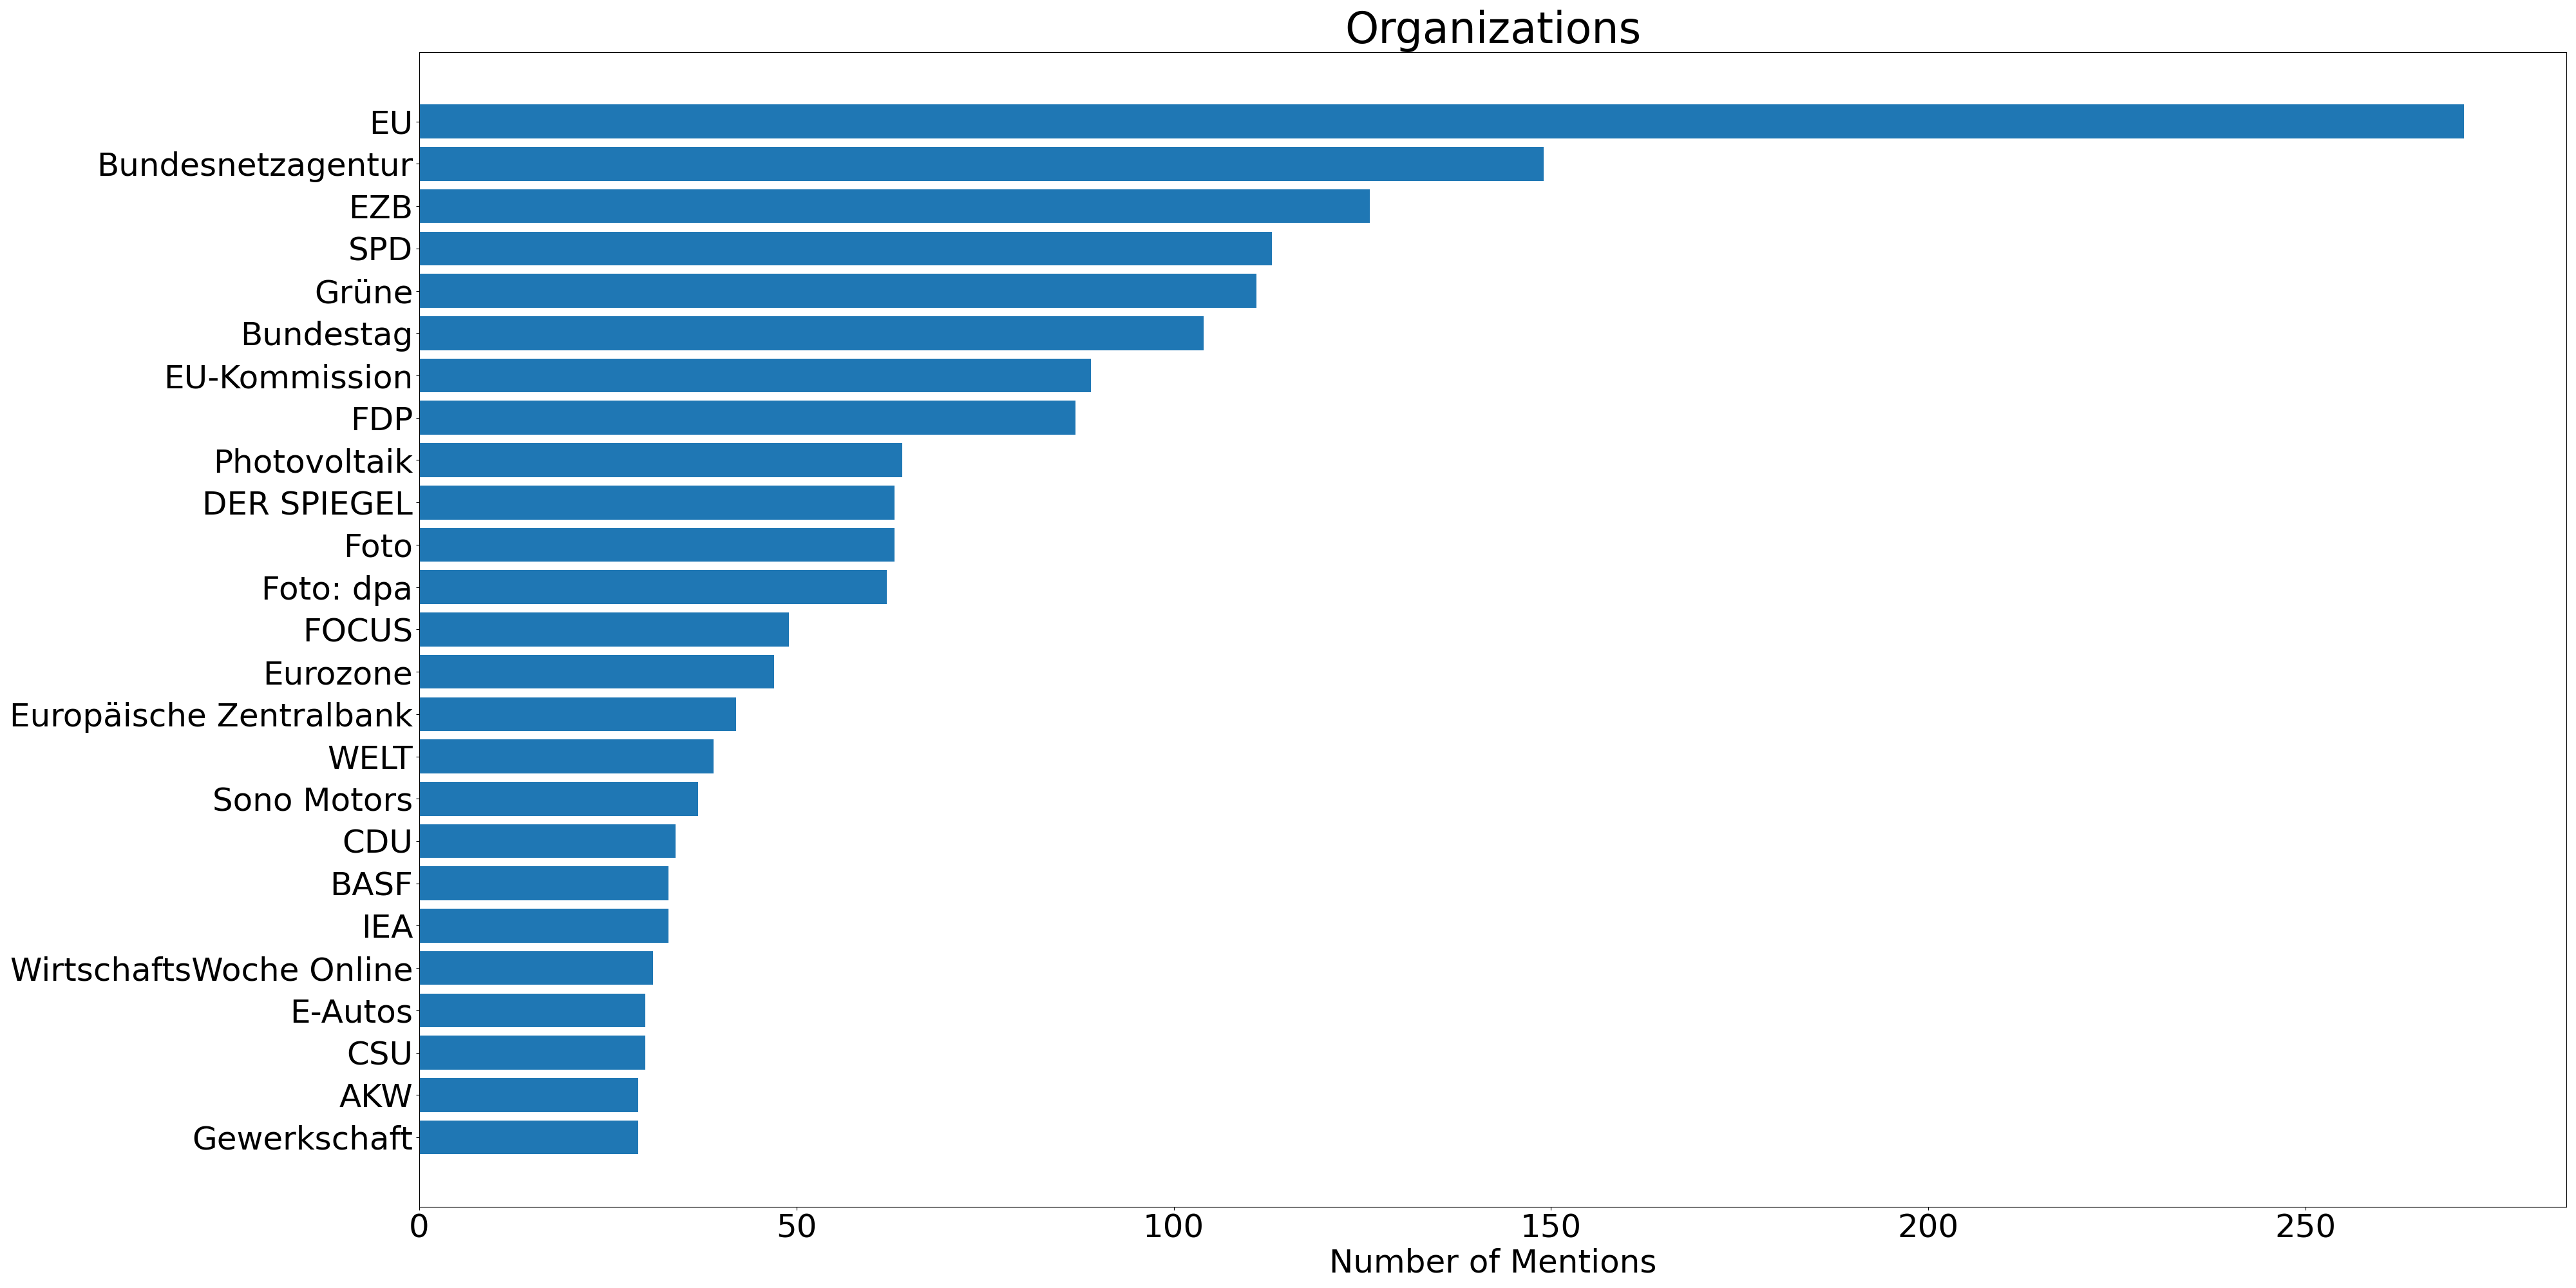 Organizations
EU
Bundesnetzagentur
EZB
SPD
Grüne
Bundestag
EU-Kommission
FDP
Photovoltaik
DER SPIEGEL
Foto
Foto: dpa
FOCUS
Eurozone
Europäische Zentralbank
WELT
Sono Motors
CDU
BASF
IEA
WirtschaftsWoche Online
E-Autos
CSU
AKW
Gewerkschaft
0 50 100 150 200 250
Number of Mentions